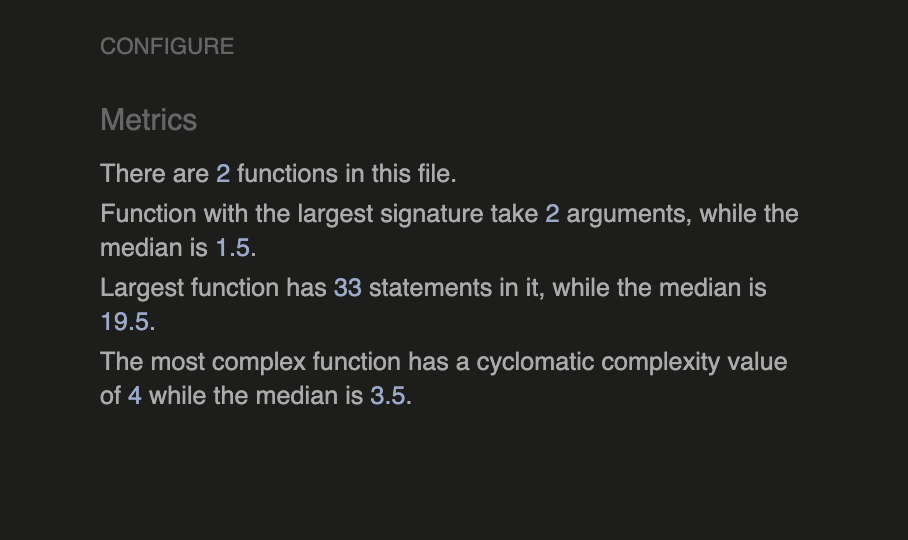 CONFIGURE
Metrics
There are 2 functions in this file.
Function with the largest signature take 2 arguments, while the
median is 1.5.
Largest function has 33 statements in it, while the median is
19.5.
The most complex function has a cyclomatic complexity value
of 4 while the median is 3.5.